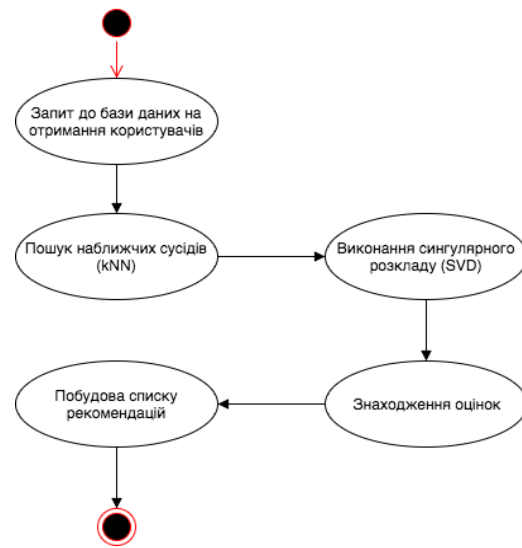 Запит до бази даних на
отримання користувачів
Пошук наближчих сусідів
(kNN)
Виконання сингулярного
розкладу (SVD)
Знаходження оцінок
Побудова списку
рекомендацій